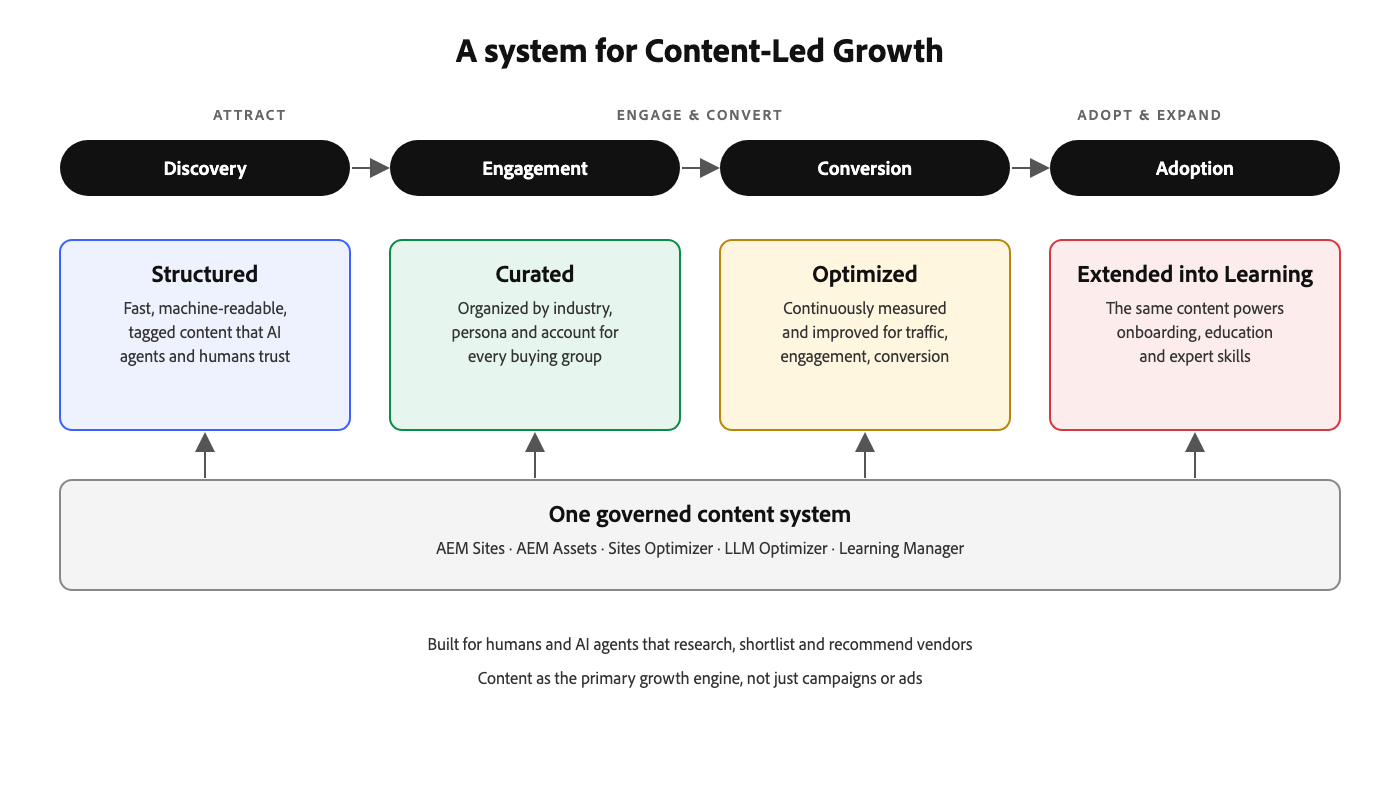 A system for Content-Led Growth
ATTRACT
ENGAGE & CONVERT
ADOPT & EXPAND
Discovery
Engagement
Conversion
Adoption
Structured
Fast, machine-readable,
tagged content that AI
agents and humans trust
Curated
Organized by industry,
persona and account for
every buying group
Optimized
Continuously measured
and improved for traffic,
engagement, conversion
Extended into Learning
The same content powers
onboarding, education
and expert skills
One governed content system
AEM Sites · AEM Assets · Sites Optimizer · LLM Optimizer · Learning Manager
Built for humans and AI agents that research, shortlist and recommend vendors
Content as the primary growth engine, not just campaigns or ads